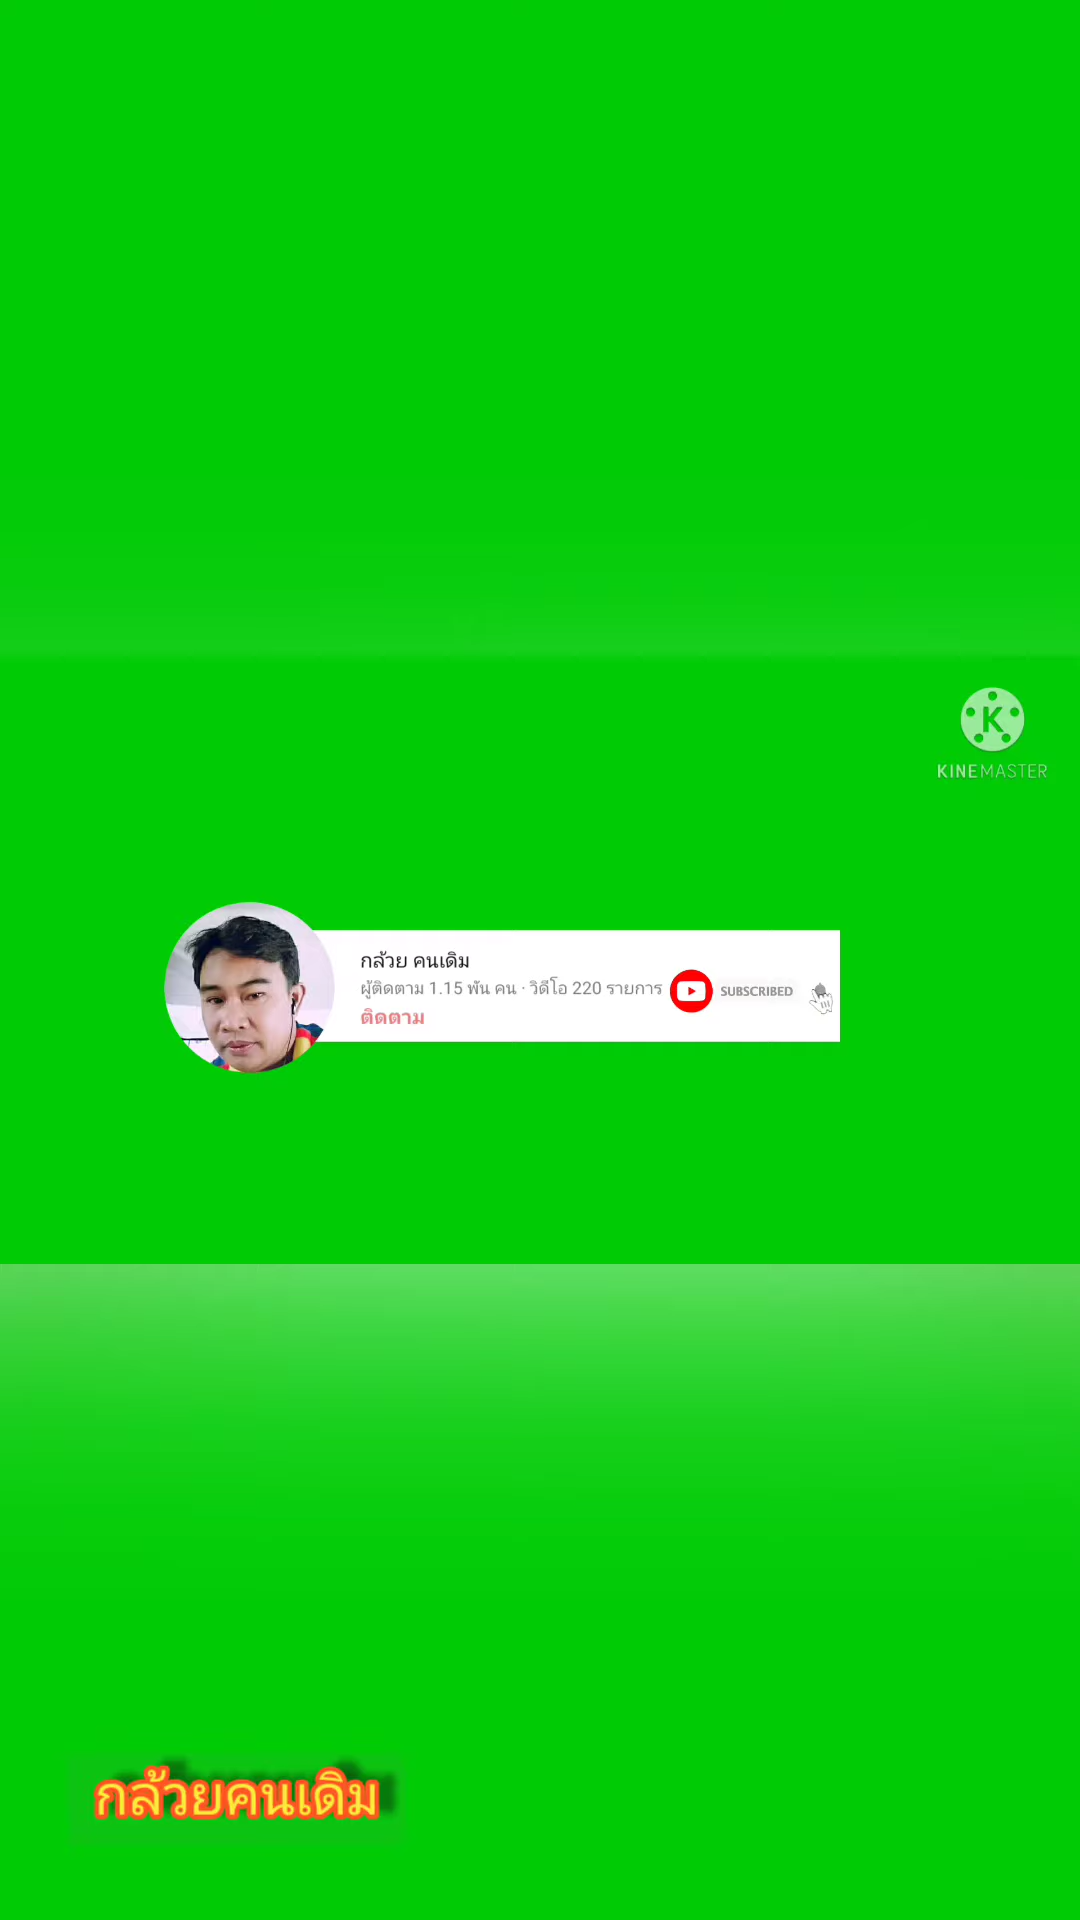 KINEMASTER
กล้วย คนเดิม
ผู้ติดตาม 1.15 พัน คน · วิดีโอ 220 รายการ
SUBSCRIBED
ติดตาม
กล้วยคนเดิม